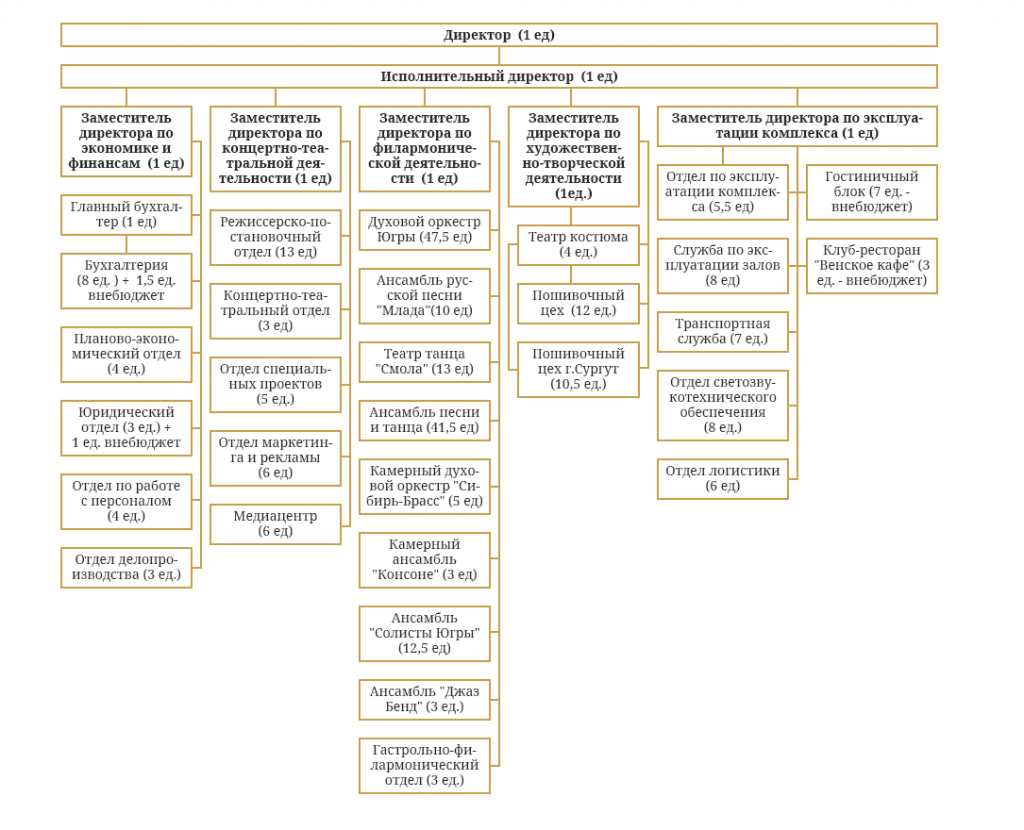 Директор (1 ед)
Исполнительный директор (1 ед)
Заместитель
директора по
экономике и
финансам (1 ед)
Главный бухгал-
тер (1 ед)
Бухгалтерия
(8 ед. ) + 1,5 ед.
внебюджет
Планово-эконо-
мический отдел
(4 ед.)
Юридический
отдел (3 ед.) +
1 ед. внебюджет
Отдел по работе
с персоналом
(4 ед.)
Отдел делопро-
изводства (3 ед.)
Заместитель
директора по
концертно-теа-
тральной дея-
тельности (1 ед)
Режиссерско-по-
становочный
отдел (13 ед)
Концертно-теа-
тральный отдел
(3 ед)
Отдел специаль-
ных проектов
(5 ед.)
Отдел маркетин-
га и рекламы
(6 ед)
Медиацентр
(6 ед)
Заместитель
директора по
филармониче-
ской деятельно-
сти (1 ед)
Духовой оркестр
Югры (47,5 ед)
Ансамбль рус-
ской песни
"Млада"(10 ед)
Театр танца
"Смола" (13 ед)
Ансамбль песни
и танца (41,5 ед)
Камерный духо-
вой оркестр "Си-
бирь-Брасс" (5 ед)
Камерный
ансамбль
"Консоне" (3 ед)
Ансамбль
"Солисты Югры"
(12,5 ед)
Ансамбль "Джаз
Бенд" (3 ед.)
Гастрольно-фи-
лармонический
отдел (3 ед.)
Заместитель
директора по
художествен-
но-творческой
деятельности
(1ед.)
Театр костюма
(4 ед.)
Пошивочный
цех (12 ед.)
Пошивочный
цех г.Сургут
(10,5 ед.)
Заместитель директора по эксплуа-
тации комплекса (1 ед)
Отдел по эксплу-
атации комплек-
са (5,5 ед)
Служба по экс-
плуатации залов
(8 ед)
Транспортная
служба (7 ед.)
Отдел светозву-
котехнического
обеспечения
(8 ед.)
Отдел логистики
(6 ед)
Гостиничный
блок (7 ед. -
внебюджет)
Клуб-ресторан
"Венское кафе" (3
ед. - внебюджет)